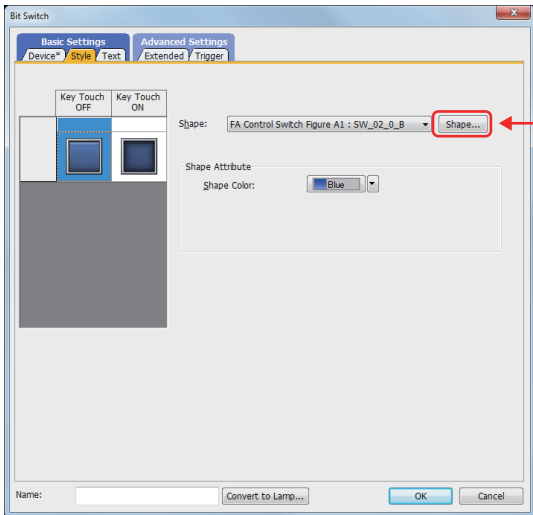 Bit Switch
Basic Settings
Advanced Settings
Device* Style Text Extended Trigger
Key Touch OFF
Key Touch ON
Shape: FA Control Switch Figure A1 : SW_02_0_B Shape...
Shape Attribute
Shape Color: Blue
Name: Convert to Lamp... OK Cancel